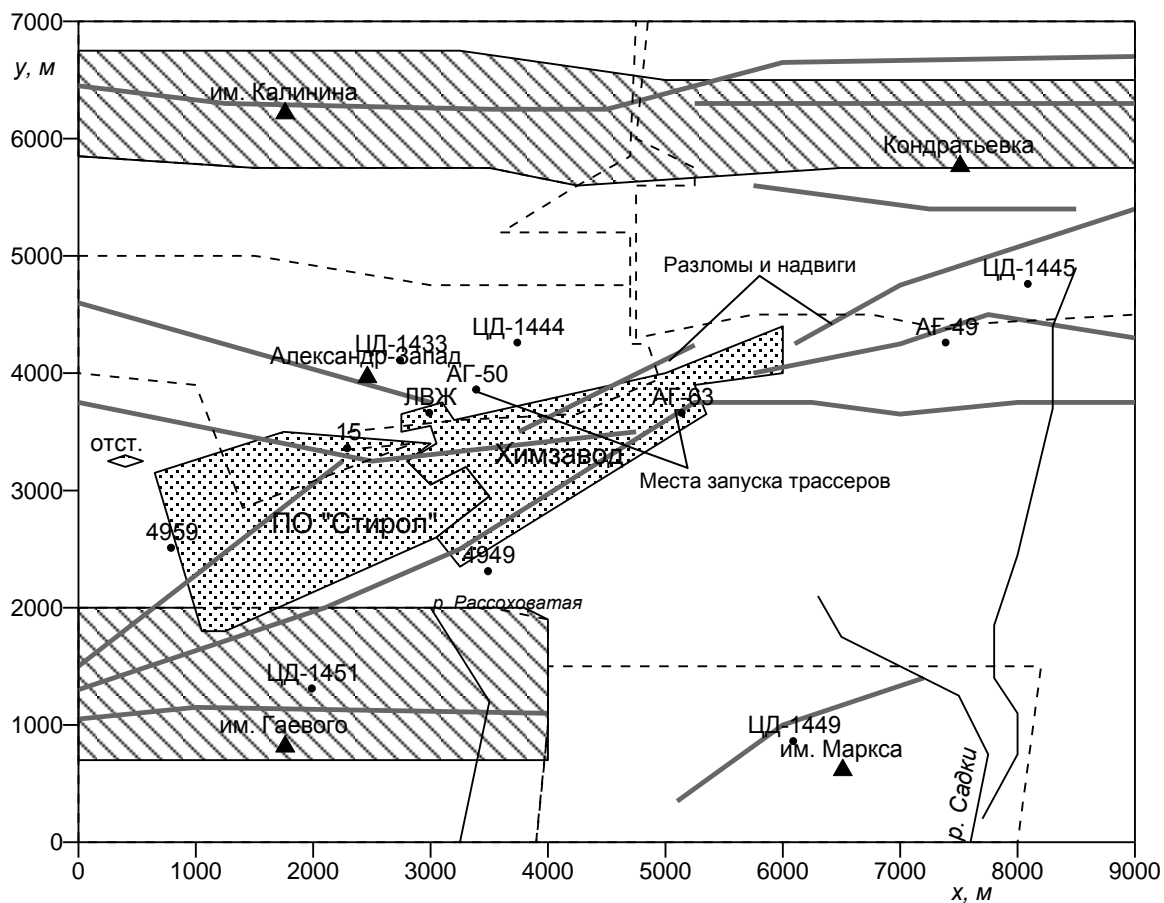 7000
y, м
им. Калинина
6000
Кондратьевка
5000
Разломы и надвиги
ЦД-1445
ЦД-1444
АГ-49
ЦД-1433
Александр-Запад
4000
АГ-50
ЛВЖ
АГ-63
15
отст.
Химзавод
Места запуска трассеров
3000
ПО "Стирол"
4959
4949
2000
р. Рассоховатая
ЦД-1451
1000
им. Гаевого
ЦД-1449
им. Маркса
р. Садки
0
0 1000 2000 3000 4000 5000 6000 7000 8000 9000
x, м